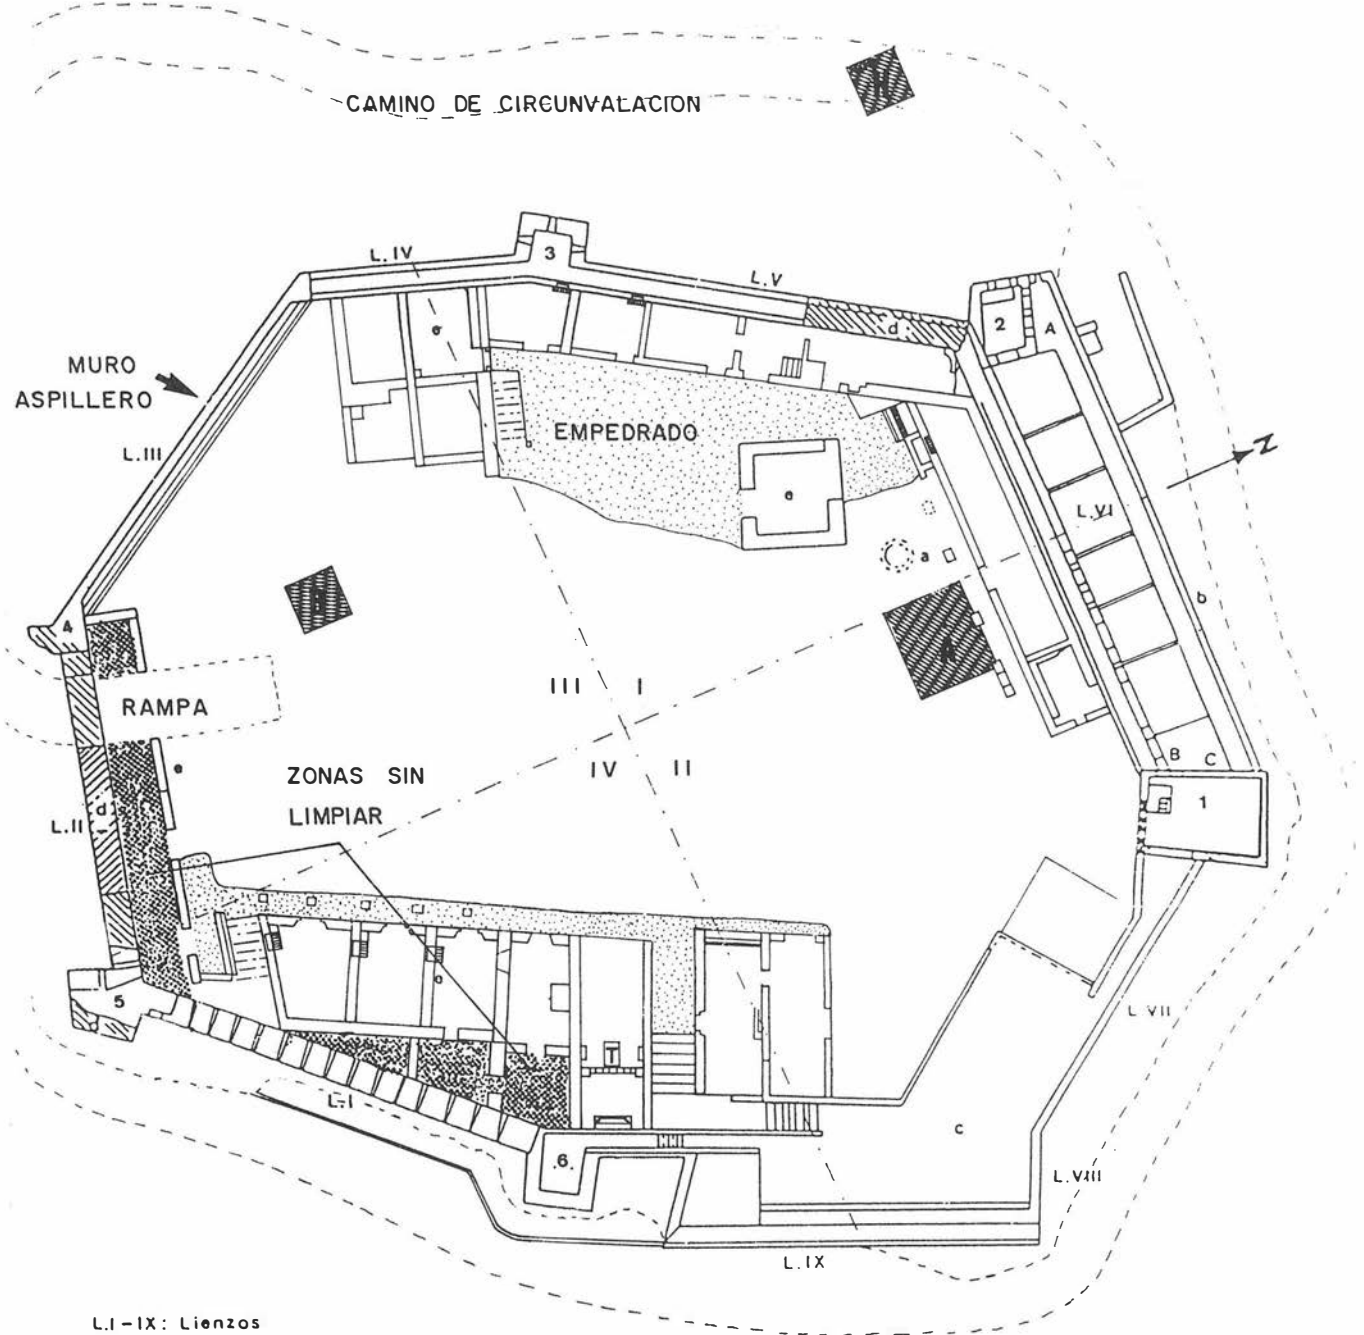 CAMINO DE CIRCUNVALACION
L.IV
3
L.V
d
2
A
MURO
ASPILLERO
L.III
e
EMPEDRADO
e
N
L.VI
a
b
4
III I
RAMPA
IV II
ZONAS SIN
LIMPIAR
e
d
L.II
B C
1
5
e
T
L.I
.6.
L.VII
c
L.VIII
L.IX
L.I-IX: Lienzos